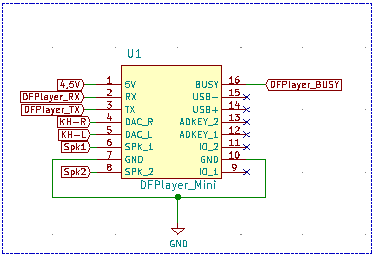 U1
4,5V 1 5V BUSY 16 DFPlayer_BUSY
DFPlayer_RX 2 RX USB- 15
DFPlayer_TX 3 TX USB+ 14
KH-R 4 DAC_R ADKEY_2 13
KH-L 5 DAC_L ADKEY_1 12
Spk1 6 SPK_1 IO_2 11
7 GND GND 10
Spk2 8 SPK_2 IO_1 9
DFPlayer_Mini
GND